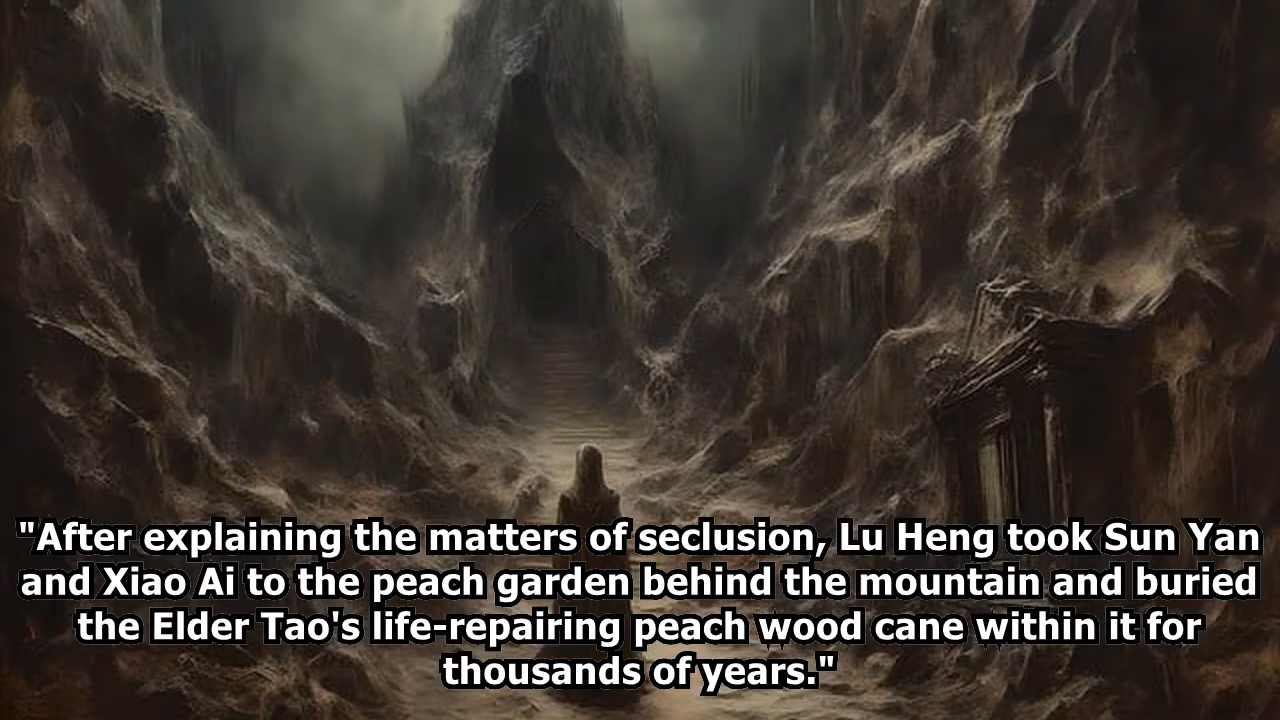 "After explaining the matters of seclusion, Lu Heng took Sun Yan
and Xiao Ai to the peach garden behind the mountain and buried
the Elder Tao's life-repairing peach wood cane within it for
thousands of years."